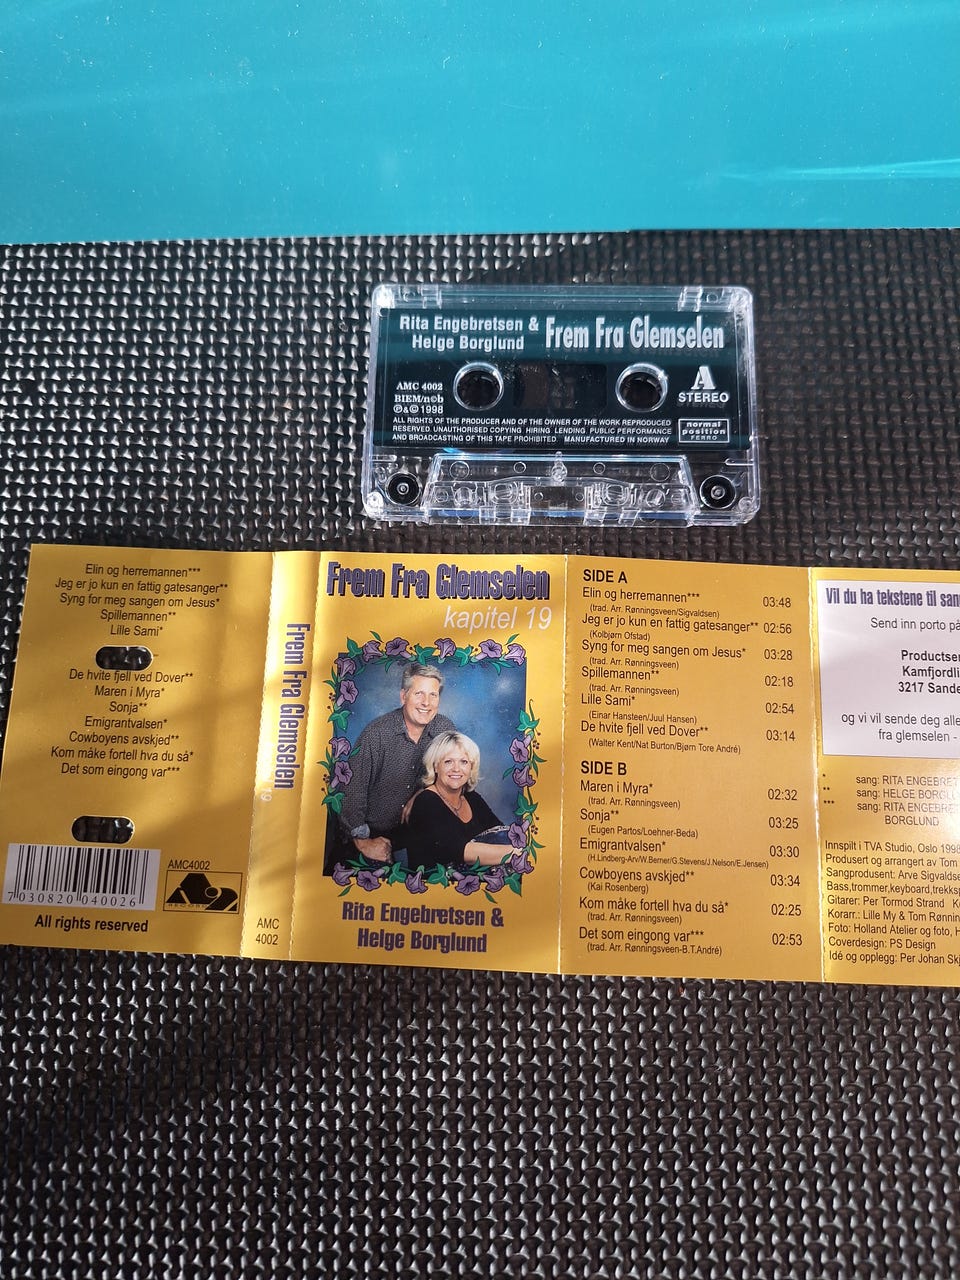 Rita Engebretsen &
Helge Borglund
Frem Fra Glemselen
AMC 4002
BIEM/n©b
℗&© 1998
A
STEREO
ALL RIGHTS OF THE PRODUCER AND OF THE OWNER OF THE WORK REPRODUCED
RESERVED. UNAUTHORISED COPYING. HIRING. LENDING. PUBLIC PERFORMANCE
AND BROADCASTING OF THIS TAPE PROHIBITED. MANUFACTURED IN NORWAY
normal
position
FERRO
Elin og herremannen***
Jeg er jo kun en fattig gatesanger**
Syng for meg sangen om Jesus*
Spillemannen**
Lille Sami*
De hvite fjell ved Dover**
Maren i Myra*
Sonja**
Emigrantvalsen*
Cowboyens avskjed**
Kom måke fortell hva du så*
Det som eingong var***
7 030820 040026
AMC4002
All rights reserved
Frem Fra Glemselen
19
AMC
4002
Frem Fra Glemselen
kapitel 19
Rita Engebretsen &
Helge Borglund
SIDE A
Elin og herremannen*** 03:48
(trad. Arr. Rønningsveen/Sigvaldsen)
Jeg er jo kun en fattig gatesanger** 02:56
(Kolbjørn Ofstad)
Syng for meg sangen om Jesus* 03:28
(trad. Arr. Rønningsveen)
Spillemannen** 02:18
(trad. Arr. Rønningsveen)
Lille Sami* 02:54
(Einar Hansteen/Juul Hansen)
De hvite fjell ved Dover** 03:14
(Walter Kent/Nat Burton/Bjørn Tore André)
SIDE B
Maren i Myra* 02:32
(trad. Arr. Rønningsveen)
Sonja** 03:25
(Eugen Partos/Loehner-Beda)
Emigrantvalsen* 03:30
(H.Lindberg-Arv/W.Berner/G.Stevens/J.Nelson/E.Jensen)
Cowboyens avskjed** 03:34
(Kai Rosenberg)
Kom måke fortell hva du så* 02:25
(trad. Arr. Rønningsveen)
Det som eingong var*** 02:53
(trad. Arr. Rønningsveen-B.T.André)
Vil du ha tekstene til
Send inn porto på
Kamfjordli
3217 Sande
og vi vil sende deg alle
fra glemselen -
* sang: RITA ENGEBRET
** sang: HELGE BORGLU
*** sang: RITA ENGEBRE
BORGLUND
Innspilt i TVA Studio, Oslo 1998
Produsert og arrangert av Tom
Sangprodusent: Arve Sigvaldse
Bass,trommer,keyboard,trekksp
Gitarer: Per Tormod Strand
Korarr.: Lille My & Tom Rønnin
Foto: Holland Atelier og foto, H
Coverdesign: PS Design
Idé og opplegg: Per Johan Skj